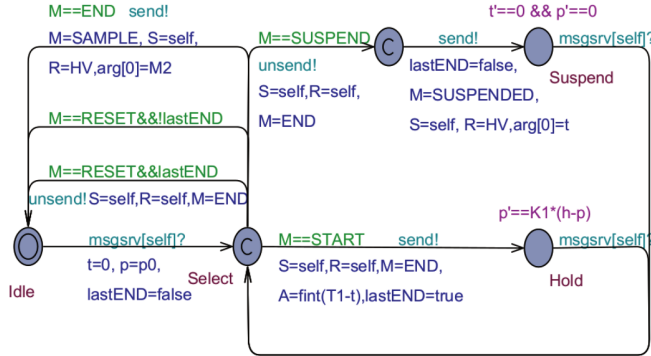 M==END send!
M=SAMPLE, S=self,
R=HV,arg[0]=M2
M==RESET&&!lastEND
M==RESET&&lastEND
unsend! S=self,R=self,M=END
M==SUSPEND
unsend!
S=self,R=self,
M=END
C
send!
lastEND=false,
M=SUSPENDED,
S=self, R=HV,arg[0]=t
t'==0 && p'==0
msgsrv[self]?
Suspend
Idle
msgsrv[self]?
t=0, p=p0,
lastEND=false
Select
C
M==START send!
S=self,R=self,M=END,
A=fint(T1-t),lastEND=true
p'==K1*(h-p)
msgsrv[self]?
Hold